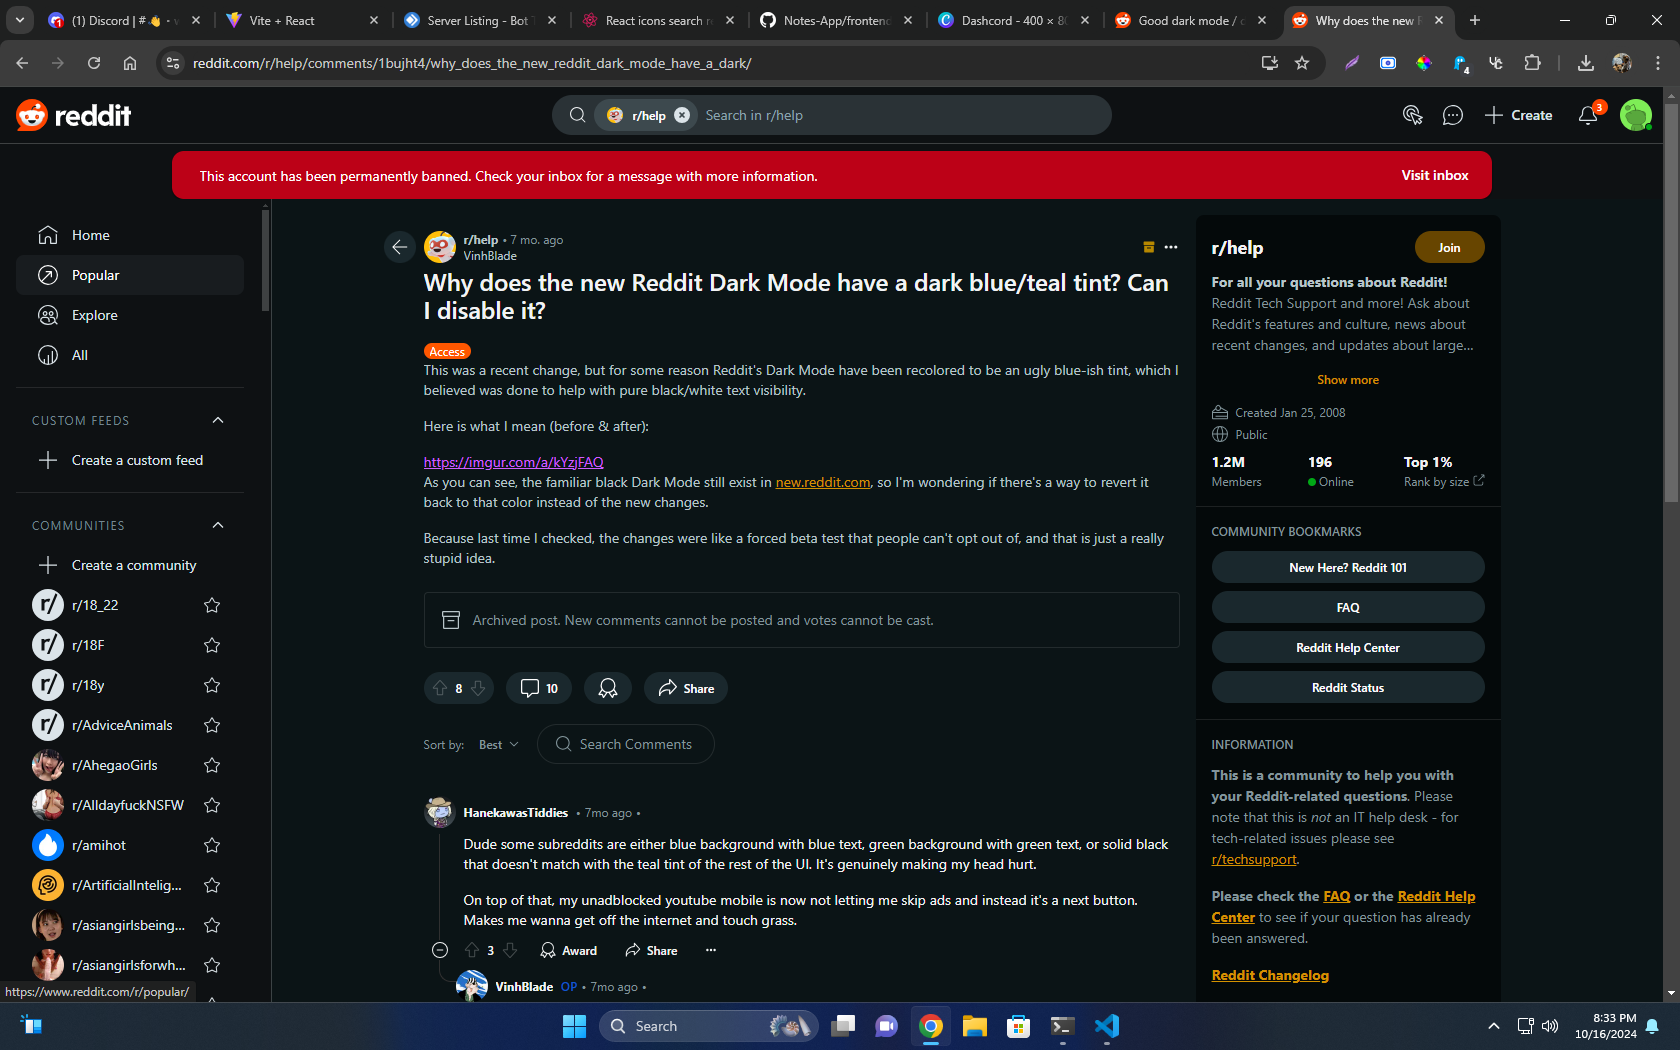 (1) Discord | #
Vite + React
Server Listing - Bot
React icons search
Notes-App/fronten
Dashcord - 400 × 8
Good dark mode /
Why does the new
reddit.com/r/help/comments/1bujht4/why_does_the_new_reddit_dark_mode_have_a_dark/
4
reddit
r/help
Search in r/help
Create
3
This account has been permanently banned. Check your inbox for a message with more information.
Visit inbox
Home
Popular
Explore
All
CUSTOM FEEDS
Create a custom feed
COMMUNITIES
Create a community
r/ r/18_22
r/ r/18F
r/ r/18y
r/ r/AdviceAnimals
r/AhegaoGirls
r/AlldayfuckNSFW
r/amihot
r/ArtificialIntelig...
r/asiangirlsbeing...
r/asiangirlsforwh...
https://www.reddit.com/r/popular/
r/help • 7 mo. ago
VinhBlade
Why does the new Reddit Dark Mode have a dark blue/teal tint? Can
I disable it?
Access
This was a recent change, but for some reason Reddit's Dark Mode have been recolored to be an ugly blue-ish tint, which I
believed was done to help with pure black/white text visibility.
Here is what I mean (before & after):
https://imgur.com/a/kYzjFAQ
As you can see, the familiar black Dark Mode still exist in new.reddit.com, so I'm wondering if there's a way to revert it
back to that color instead of the new changes.
Because last time I checked, the changes were like a forced beta test that people can't opt out of, and that is just a really
stupid idea.
Archived post. New comments cannot be posted and votes cannot be cast.
8
10
Share
Sort by: Best
Search Comments
HanekawasTiddies • 7mo ago •
Dude some subreddits are either blue background with blue text, green background with green text, or solid black
that doesn't match with the teal tint of the rest of the UI. It's genuinely making my head hurt.
On top of that, my unadblocked youtube mobile is now not letting me skip ads and instead it's a next button.
Makes me wanna get off the internet and touch grass.
3
Award
Share
VinhBlade OP • 7mo ago •
r/help
Join
For all your questions about Reddit!
Reddit Tech Support and more! Ask about
Reddit's features and culture, news about
recent changes, and updates about large...
Show more
Created Jan 25, 2008
Public
1.2M
Members
196
Online
Top 1%
Rank by size
COMMUNITY BOOKMARKS
New Here? Reddit 101
FAQ
Reddit Help Center
Reddit Status
INFORMATION
This is a community to help you with
your Reddit-related questions. Please
note that this is not an IT help desk - for
tech-related issues please see
r/techsupport.
Please check the FAQ or the Reddit Help
Center to see if your question has already
been answered.
Reddit Changelog
Search
8:33 PM
10/16/2024